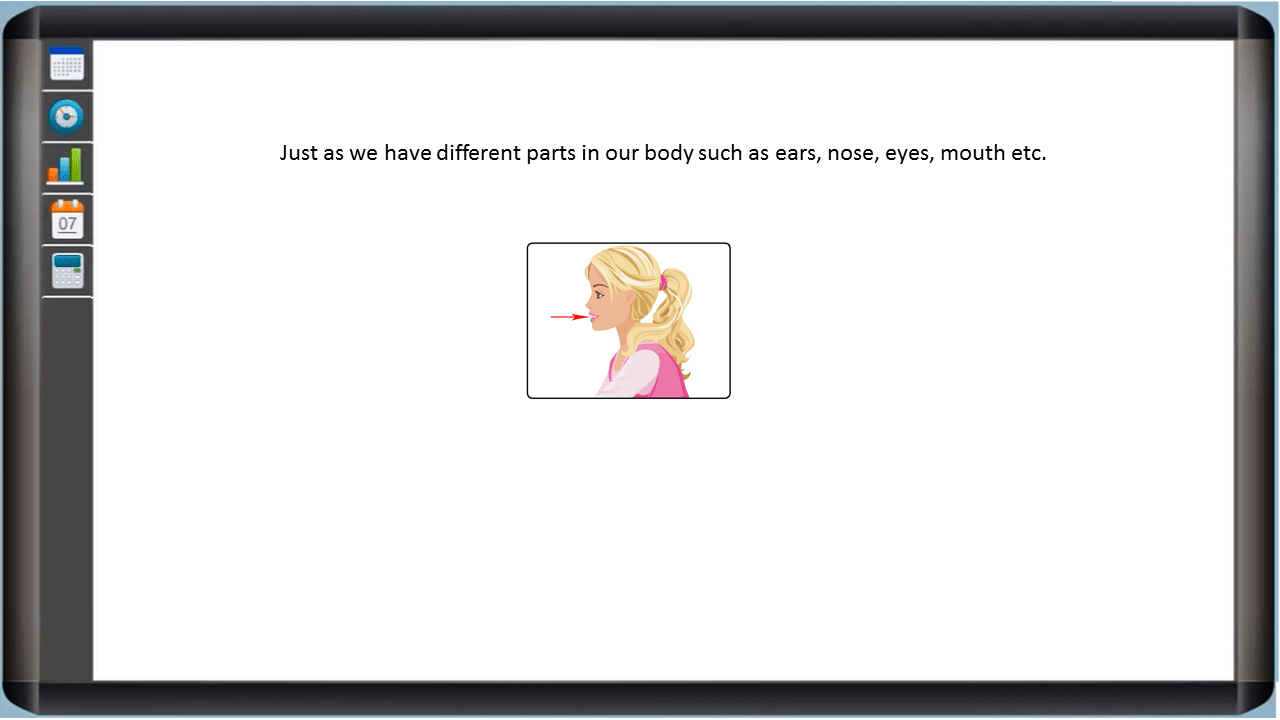 Just as we have different parts in our body such as ears, nose, eyes, mouth etc.
07